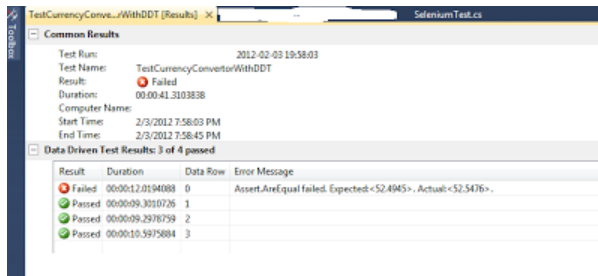 TestCurrencyConve...rWithDDT [Results] SeleniumTest.cs
Toolbox
Common Results
Test Run: 2012-02-03 19:58:03
Test Name: TestCurrencyConvertorWithDDT
Result: Failed
Duration: 00:00:41.3103838
Computer Name:
Start Time: 2/3/2012 7:58:03 PM
End Time: 2/3/2012 7:58:45 PM
Data Driven Test Results: 3 of 4 passed
Result Duration Data Row Error Message
Failed 00:00:12.0194088 0 Assert.AreEqual failed. Expected:<52.4945>. Actual:<52.5476>.
Passed 00:00:09.3010726 1
Passed 00:00:09.2978759 2
Passed 00:00:10.5975884 3